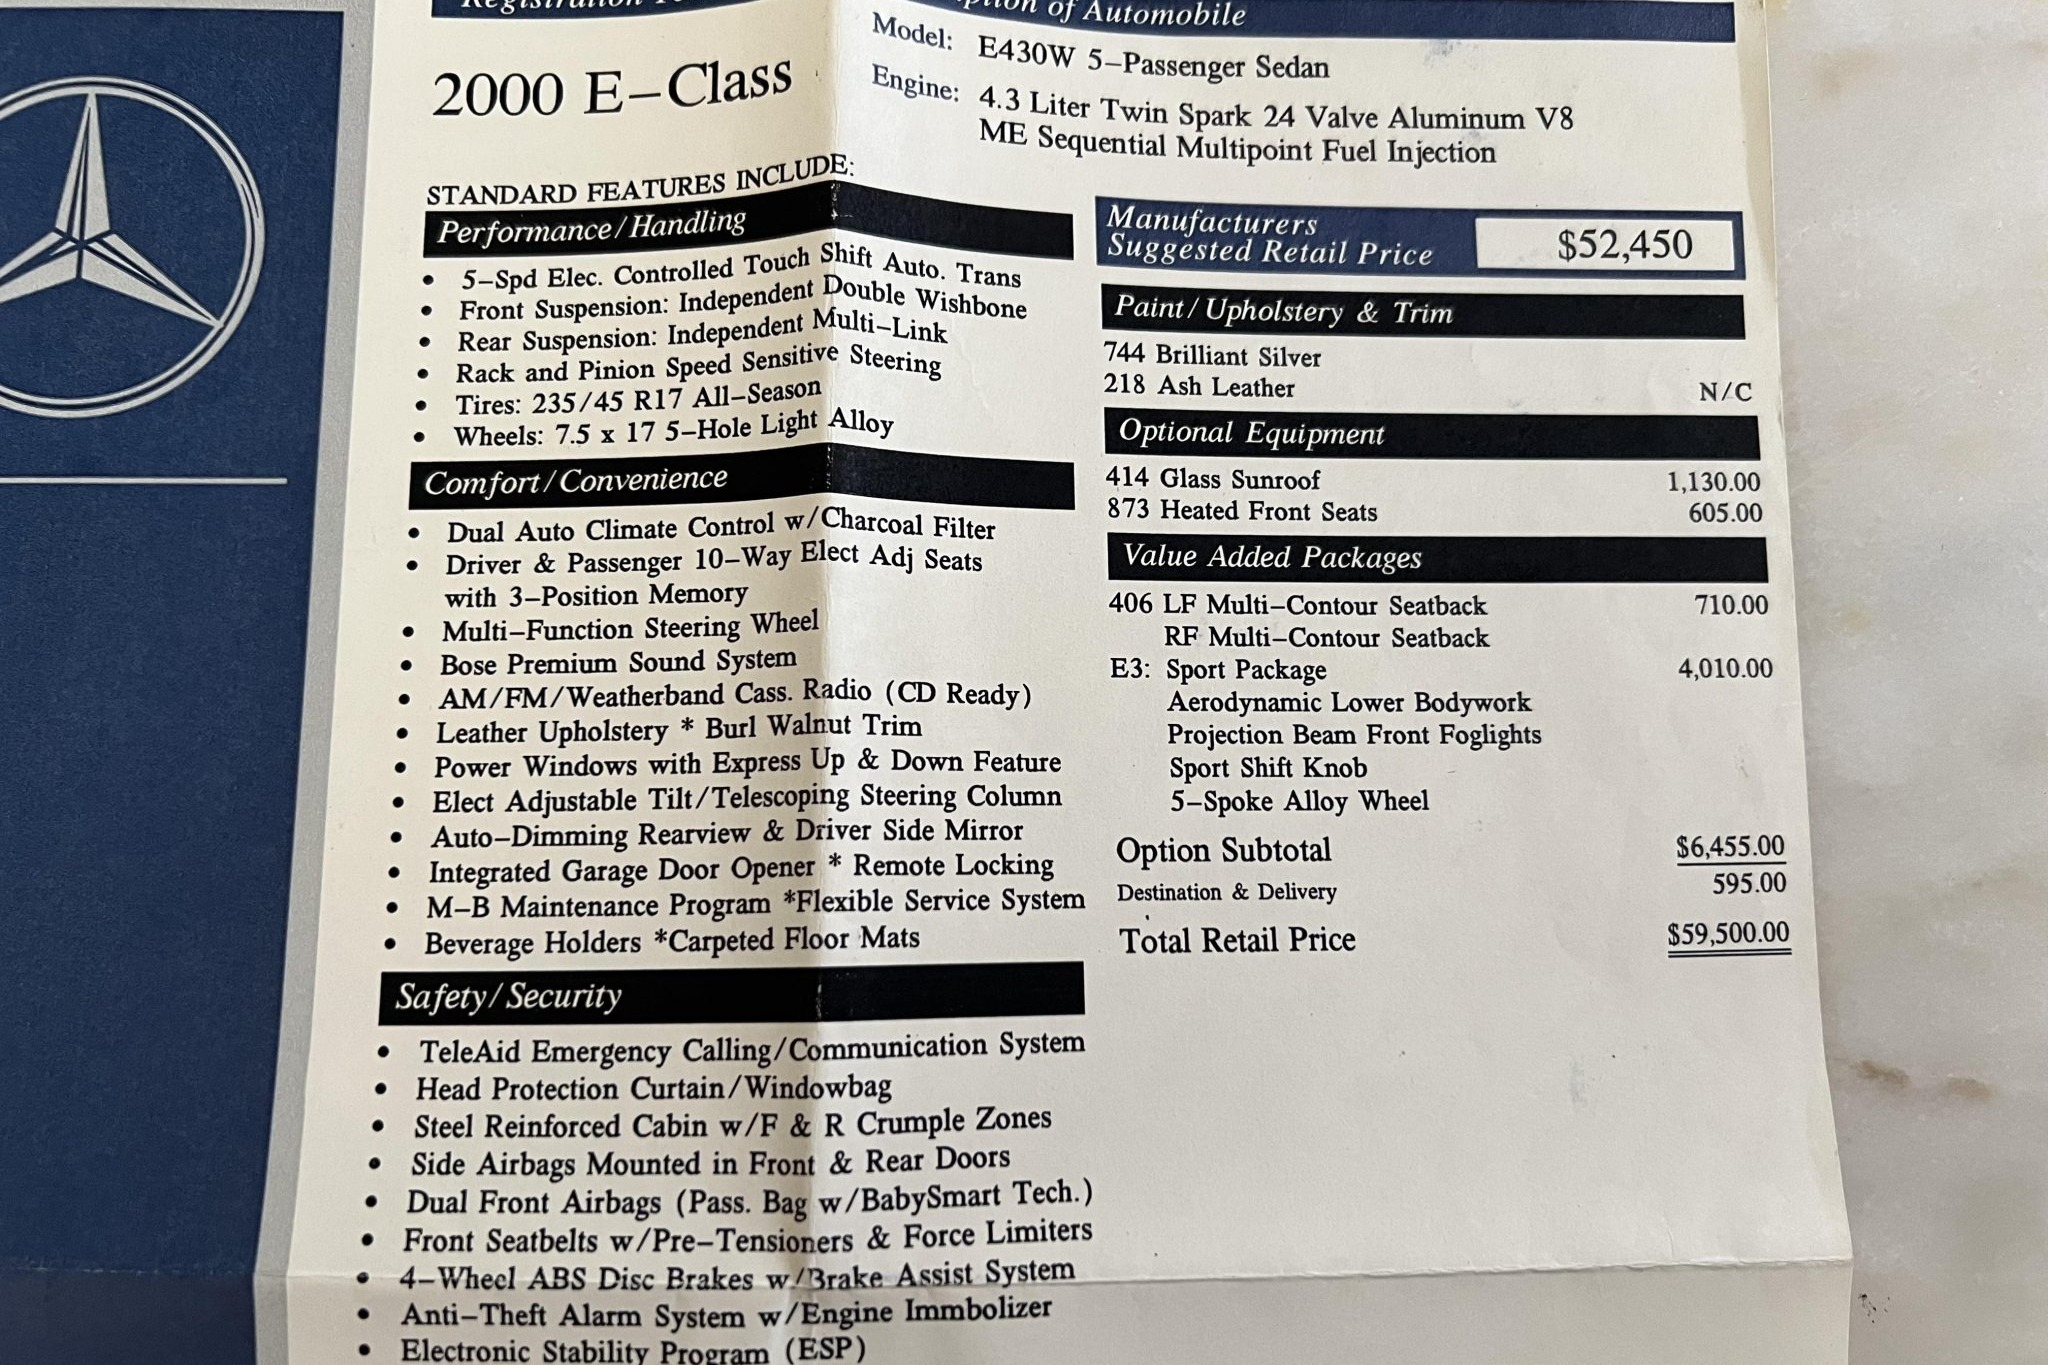 2000 E-Class
of Automobile
Model: E430W 5-Passenger Sedan
Engine: 4.3 Liter Twin Spark 24 Valve Aluminum V8
ME Sequential Multipoint Fuel Injection
STANDARD FEATURES INCLUDE:
Performance/Handling
• 5-Spd Elec. Controlled Touch Shift Auto. Trans
• Front Suspension: Independent Double Wishbone
• Rear Suspension: Independent Multi-Link
• Rack and Pinion Speed Sensitive Steering
• Tires: 235/45 R17 All-Season
• Wheels: 7.5 x 17 5-Hole Light Alloy
Comfort/Convenience
• Dual Auto Climate Control w/Charcoal Filter
• Driver & Passenger 10-Way Elect Adj Seats
with 3-Position Memory
• Multi-Function Steering Wheel
• Bose Premium Sound System
• AM/FM/Weatherband Cass. Radio (CD Ready)
• Leather Upholstery * Burl Walnut Trim
• Power Windows with Express Up & Down Feature
• Elect Adjustable Tilt/Telescoping Steering Column
• Auto-Dimming Rearview & Driver Side Mirror
• Integrated Garage Door Opener * Remote Locking
• M-B Maintenance Program *Flexible Service System
• Beverage Holders *Carpeted Floor Mats
Safety/Security
• TeleAid Emergency Calling/Communication System
• Head Protection Curtain/Windowbag
• Steel Reinforced Cabin w/F & R Crumple Zones
• Side Airbags Mounted in Front & Rear Doors
• Dual Front Airbags (Pass. Bag w/BabySmart Tech.)
• Front Seatbelts w/Pre-Tensioners & Force Limiters
• 4-Wheel ABS Disc Brakes w/Brake Assist System
• Anti-Theft Alarm System w/Engine Immbolizer
• Electronic Stability Program (ESP)
Manufacturers
Suggested Retail Price $52,450
Paint/Upholstery & Trim
744 Brilliant Silver
218 Ash Leather N/C
Optional Equipment
414 Glass Sunroof 1,130.00
873 Heated Front Seats 605.00
Value Added Packages
406 LF Multi-Contour Seatback 710.00
RF Multi-Contour Seatback
E3: Sport Package 4,010.00
Aerodynamic Lower Bodywork
Projection Beam Front Foglights
Sport Shift Knob
5-Spoke Alloy Wheel
Option Subtotal $6,455.00
Destination & Delivery 595.00
Total Retail Price $59,500.00